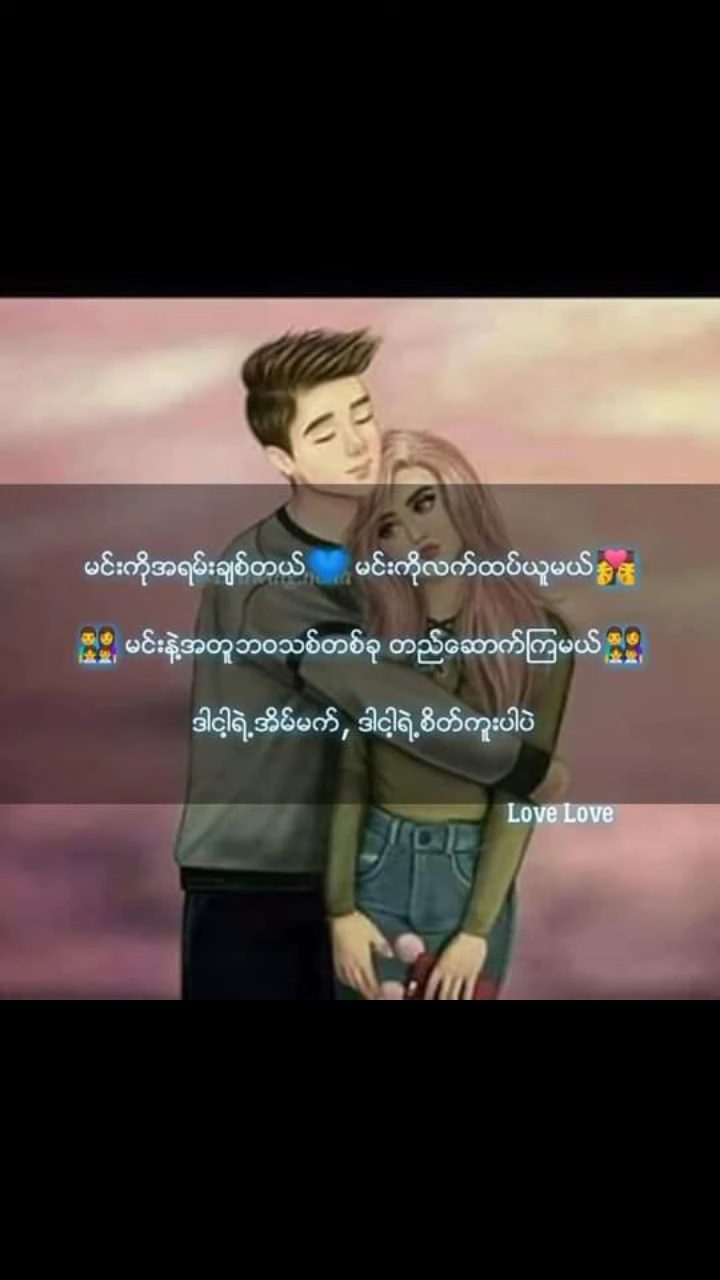 မင်းကိုအရမ်းချစ်တယ်💙 မင်းကိုလက်ထပ်ယူမယ်💏
👨‍👩‍👧‍👦 မင်းနဲ့အတူဘဝသစ်တစ်ခု တည်ဆောက်ကြမယ်👨‍👩‍👧‍👦
ဒါငါ့ရဲ့အိမ်မက်, ဒါငါ့ရဲ့စိတ်ကူးပါပဲ
Love Love